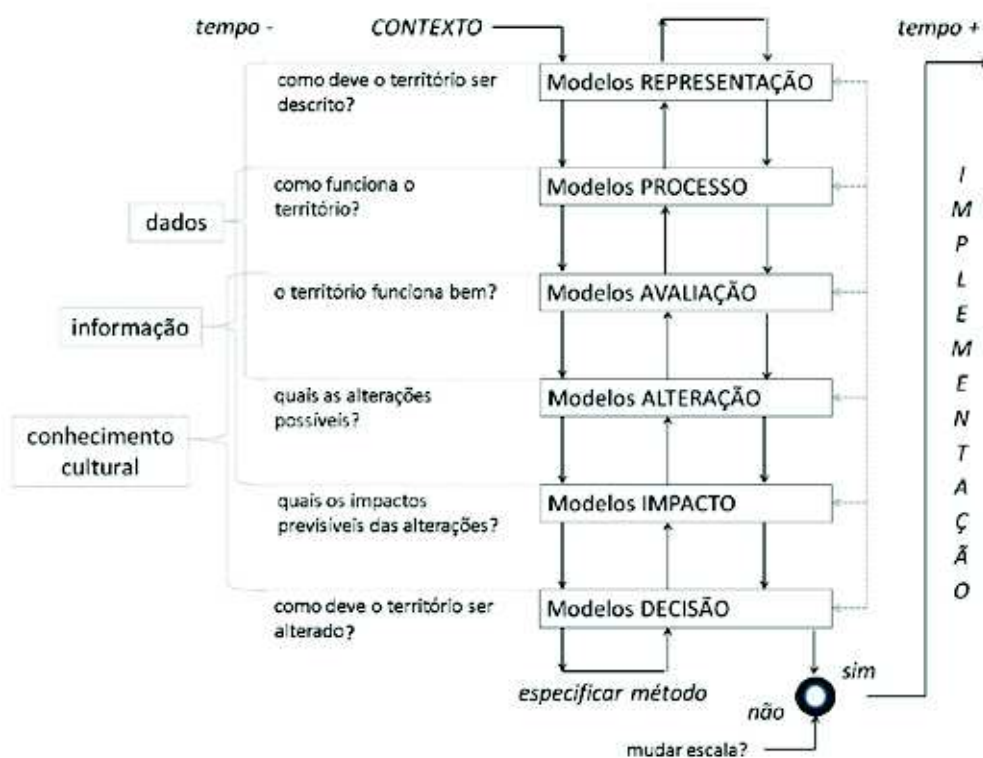 tempo -
CONTEXTO
tempo +
como deve o território ser
descrito?
Modelos REPRESENTAÇÃO
como funciona o
território?
Modelos PROCESSO
dados
o território funciona bem?
Modelos AVALIAÇÃO
informação
quais as alterações
possíveis?
Modelos ALTERAÇÃO
conhecimento
cultural
quais os impactos
previsíveis das alterações?
Modelos IMPACTO
como deve o território ser
alterado?
Modelos DECISÃO
especificar método
sim
não
mudar escala?
I
M
P
L
E
M
E
N
T
A
Ç
Ã
O